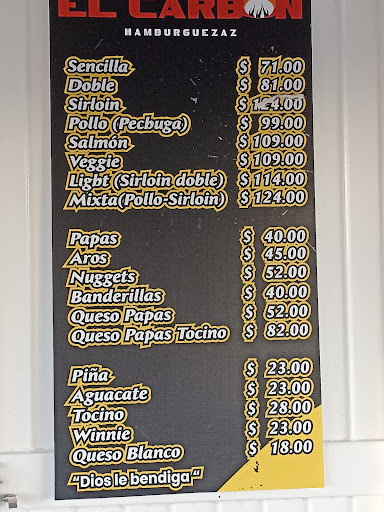 EL CARBON
HAMBURGUEZAZ
Sencilla $ 71.00
Doble $ 81.00
Sirloin $ 124.00
Pollo (Pechuga) $ 99.00
Salmón $ 109.00
Veggie $ 109.00
Light (Sirloin doble) $ 114.00
Mixta(Pollo-Sirloin) $ 124.00
Papas $ 40.00
Aros $ 45.00
Nuggets $ 52.00
Banderillas $ 40.00
Queso Papas $ 52.00
Queso Papas Tocino $ 82.00
Piña $ 23.00
Aguacate $ 23.00
Tocino $ 28.00
Winnie $ 23.00
Queso Blanco $ 18.00
"Dios le bendiga"